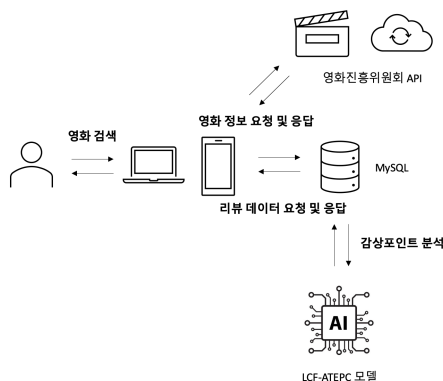 영화진흥위원회 API
영화 정보 요청 및 응답
영화 검색
MySQL
리뷰 데이터 요청 및 응답
감상포인트 분석
AI
LCF-ATEPC 모델